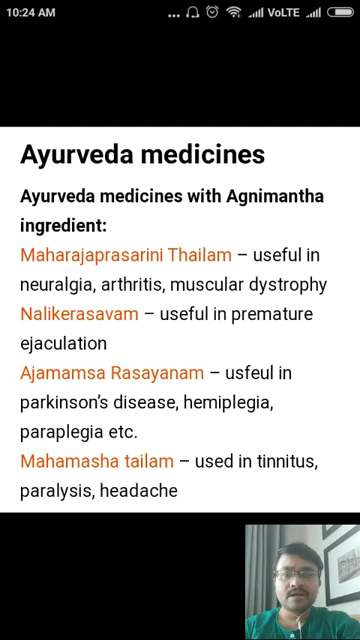 10:24 AM
... VoLTE
Ayurveda medicines
Ayurveda medicines with Agnimantha
ingredient:
Maharajaprasarini Thailam – useful in
neuralgia, arthritis, muscular dystrophy
Nalikerasavam – useful in premature
ejaculation
Ajamamsa Rasayanam – usfeul in
parkinson’s disease, hemiplegia,
paraplegia etc.
Mahamasha tailam – used in tinnitus,
paralysis, headache